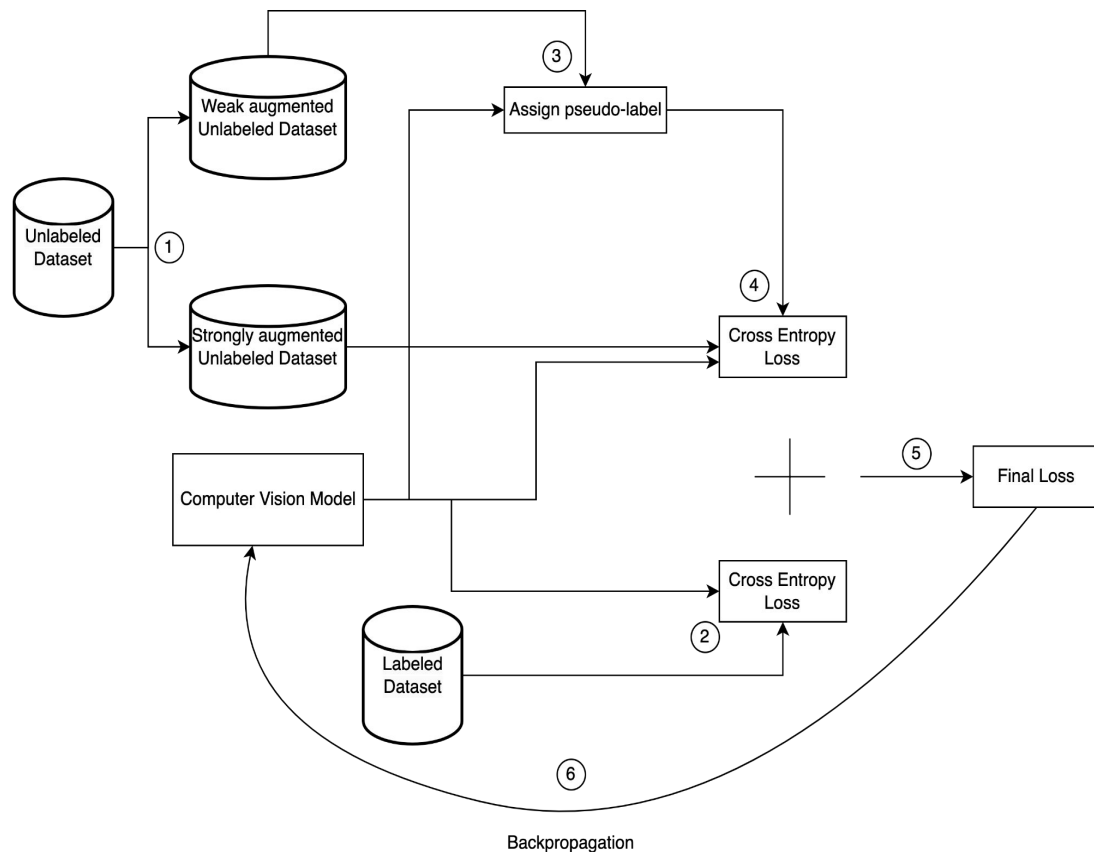 3
Weak augmented
Unlabeled Dataset
Assign pseudo-label
Unlabeled
Dataset
1
4
Strongly augmented
Unlabeled Dataset
Cross Entropy
Loss
5
Computer Vision Model
Final Loss
Cross Entropy
Loss
2
Labeled
Dataset
6
Backpropagation